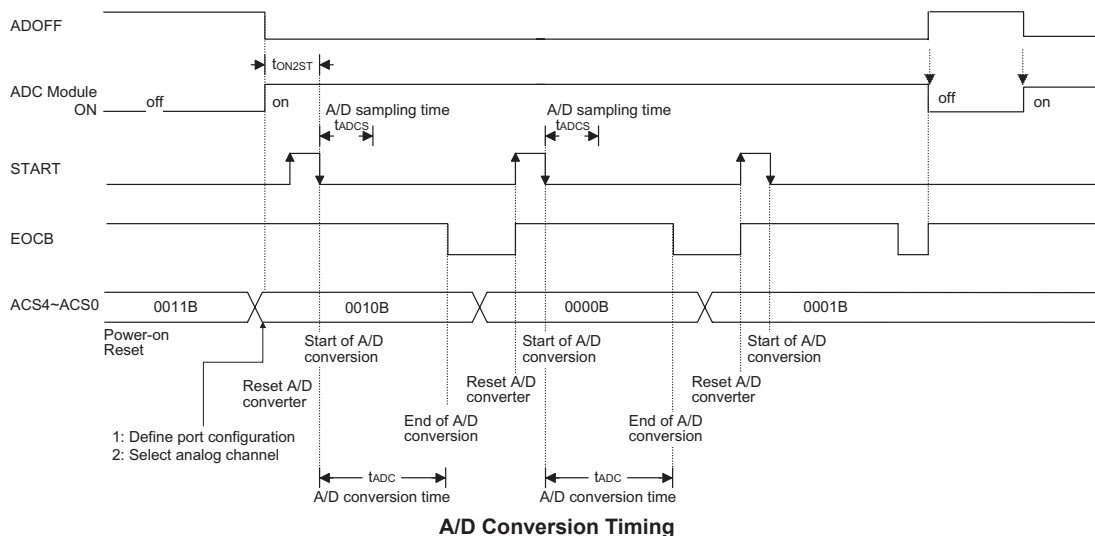 ADOFF
tON2ST
ADC Module
ON
off
on
A/D sampling time
tADCS
A/D sampling time
tADCS
off
on
START
EOCB
ACS4~ACS0
0011B
0010B
0000B
0001B
Power-on
Reset
Start of A/D
conversion
Start of A/D
conversion
Start of A/D
conversion
Reset A/D
converter
Reset A/D
converter
Reset A/D
converter
End of A/D
conversion
End of A/D
conversion
1: Define port configuration
2: Select analog channel
tADC
A/D conversion time
tADC
A/D conversion time
A/D Conversion Timing